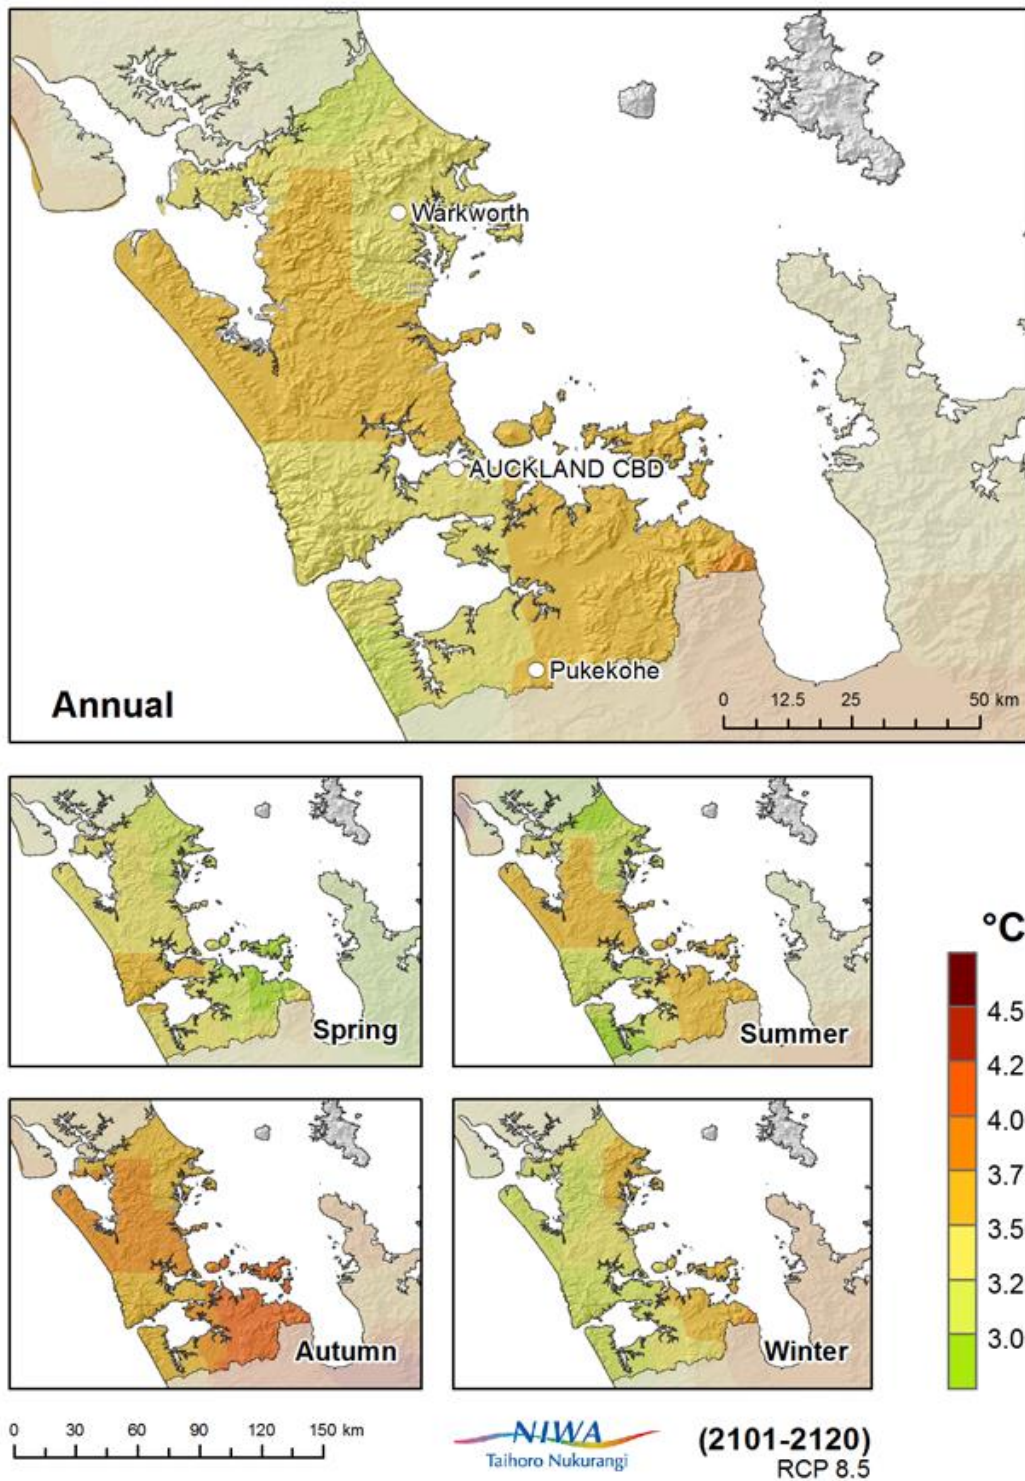 Warkworth
AUCKLAND CBD
Pukekohe
Annual
0 12.5 25 50 km
Spring
Summer
Autumn
Winter
°C
4.5
4.2
4.0
3.7
3.5
3.2
3.0
0 30 60 90 120 150 km
NIWA
Taihoro Nukurangi
(2101-2120)
RCP 8.5